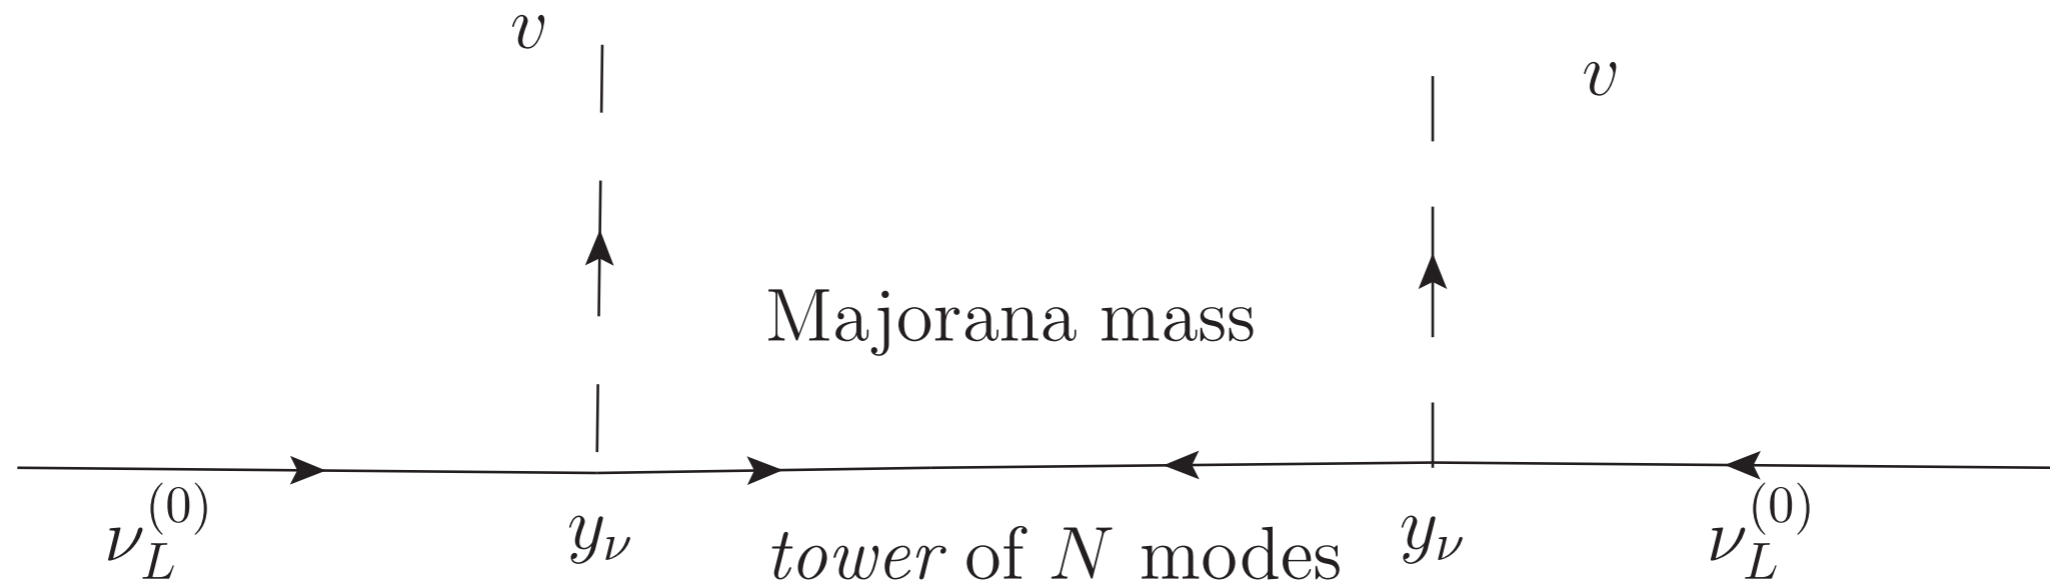 v
v
Majorana mass
ν_L^{(0)} y_ν tower of N modes y_ν ν_L^{(0)}